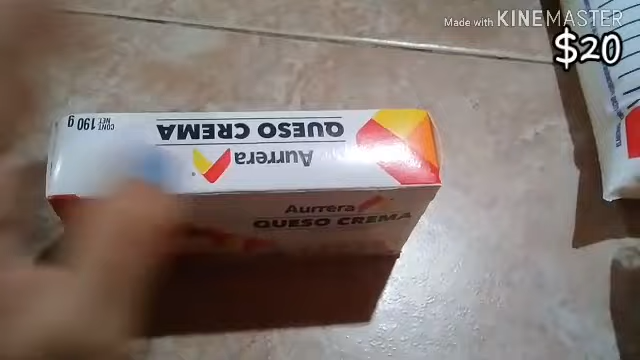 Made with KINEMASTER
$20
CONT
NET 190 g
QUESO CREMA
Aurrera
Aurrera
QUESO CREMA